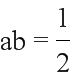 ab = 1/2